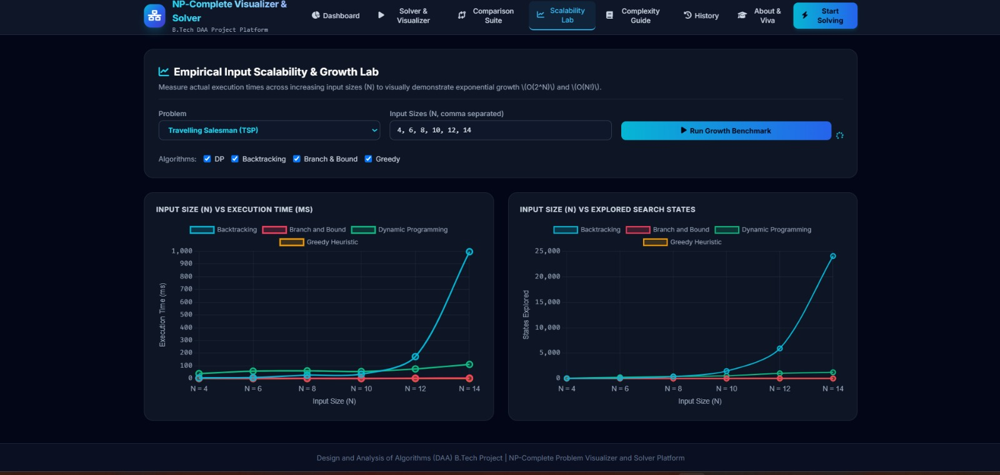 NP-Complete Visualizer &
Solver
B.Tech DAA Project Platform
Dashboard
Solver &
Visualizer
Comparison
Suite
Scalability
Lab
Complexity
Guide
History
About &
Viva
Start
Solving
Empirical Input Scalability & Growth Lab
Measure actual execution times across increasing input sizes (N) to visually demonstrate exponential growth \(O(2^N)\) and \(O(N!)\).
Problem
Input Sizes (N, comma separated)
Travelling Salesman (TSP)
4, 6, 8, 10, 12, 14
Run Growth Benchmark
Algorithms: DP Backtracking Branch & Bound Greedy
INPUT SIZE (N) VS EXECUTION TIME (MS)
Backtracking Branch and Bound Dynamic Programming
Greedy Heuristic
1,000
900
800
700
600
500
400
300
200
100
0
Execution Time (ms)
N = 4 N = 6 N = 8 N = 10 N = 12 N = 14
Input Size (N)
INPUT SIZE (N) VS EXPLORED SEARCH STATES
Backtracking Branch and Bound Dynamic Programming
Greedy Heuristic
25,000
20,000
15,000
10,000
5,000
0
States Explored
N = 4 N = 6 N = 8 N = 10 N = 12 N = 14
Input Size (N)
Design and Analysis of Algorithms (DAA) B.Tech Project | NP-Complete Problem Visualizer and Solver Platform